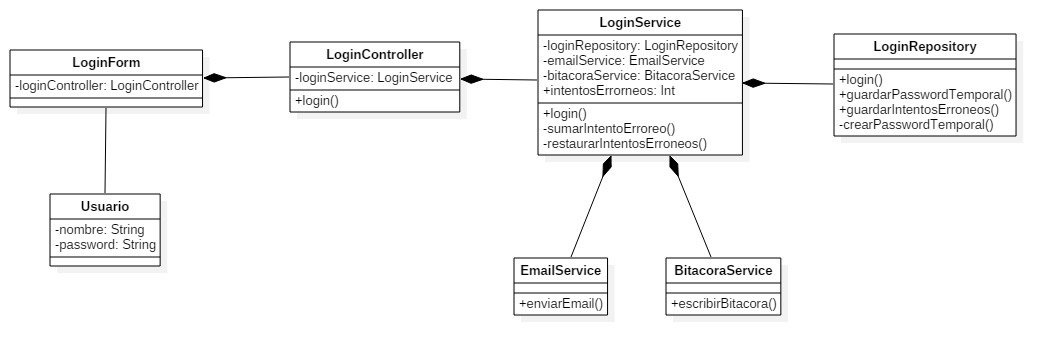 LoginForm
-loginController: LoginController
LoginController
-loginService: LoginService
+login()
LoginService
-loginRepository: LoginRepository
-emailService: EmailService
-bitacoraService: BitacoraService
+intentosErrorneos: Int
+login()
-sumarIntentoErroreo()
-restaurarIntentosErroneos()
LoginRepository
+login()
+guardarPasswordTemporal()
+guardarIntentosErroneos()
-crearPasswordTemporal()
Usuario
-nombre: String
-password: String
EmailService
+enviarEmail()
BitacoraService
+escribirBitacora()